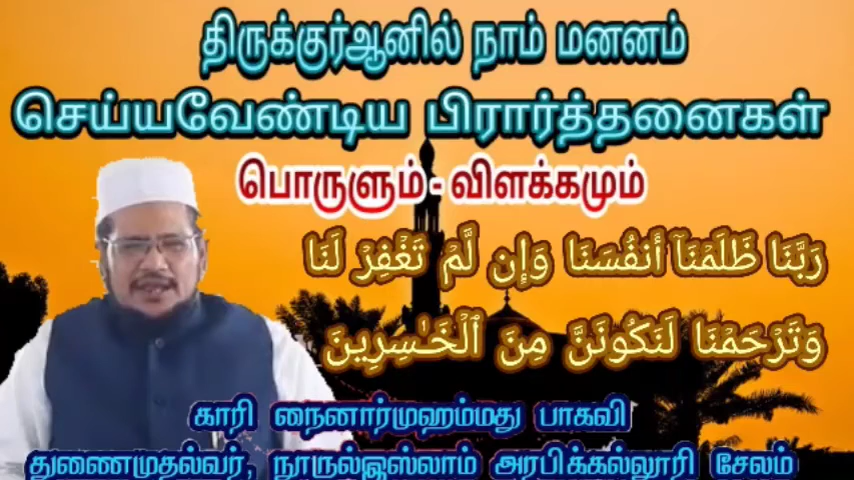 திருக்குர்ஆனில் நாம் மனனம்
செய்யவேண்டிய பிரார்த்தனைகள்
பொருளும் - விளக்கமும்
رَبَّنَا ظَلَمْنَآ أَنفُسَنَا وَإِن لَّمْ تَغْفِرْ لَنَا
وَتَرْحَمْنَا لَنَكُونَنَّ مِنَ ٱلْخَـٰسِرِينَ
காரி நைனார்முஹம்மது பாகவி
துணைமுதல்வர், நூருல்இஸ்லாம் அரபிக்கல்லூரி சேலம்